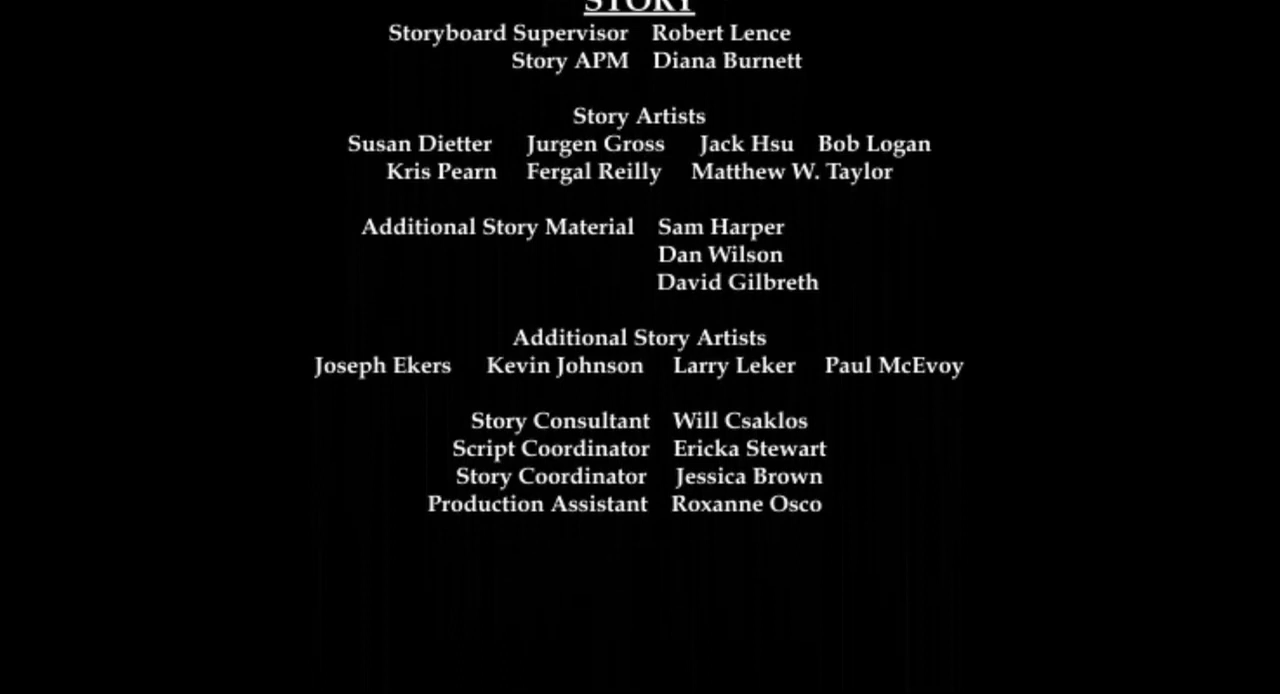 STORY
Storyboard Supervisor Robert Lence
Story APM Diana Burnett
Story Artists
Susan Dietter Jurgen Gross Jack Hsu Bob Logan
Kris Pearn Fergal Reilly Matthew W. Taylor
Additional Story Material Sam Harper
Dan Wilson
David Gilbreth
Additional Story Artists
Joseph Ekers Kevin Johnson Larry Leker Paul McEvoy
Story Consultant Will Csaklos
Script Coordinator Ericka Stewart
Story Coordinator Jessica Brown
Production Assistant Roxanne Osco